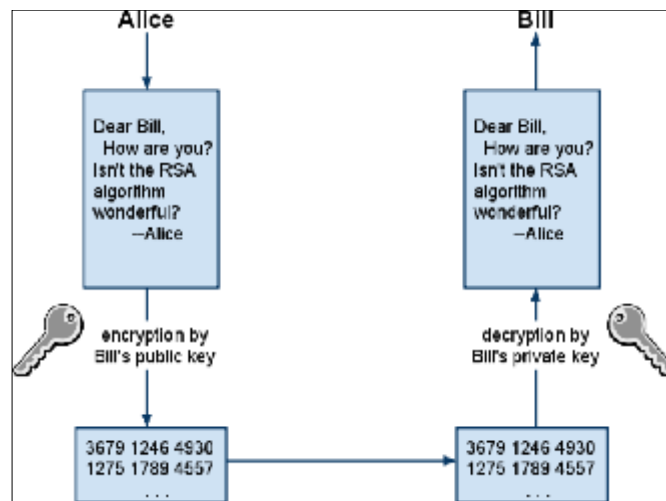 Alice
Dear Bill,
How are you?
Isn't the RSA
algorithm
wonderful?
--Alice
encryption by
Bill's public key
3679 1246 4930
1275 1789 4557
. . .
Bill
Dear Bill,
How are you?
Isn't the RSA
algorithm
wonderful?
--Alice
decryption by
Bill's private key
3679 1246 4930
1275 1789 4557
. . .